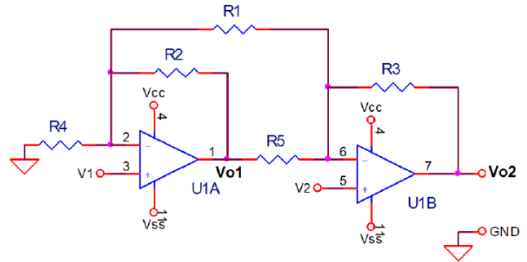 R1
R2
R3
Vcc
4
Vcc
4
R4
2
1
R5
6
7
Vo2
V1
3
Vo1
V2
5
U1A
U1B
11
Vss
11
Vss
GND